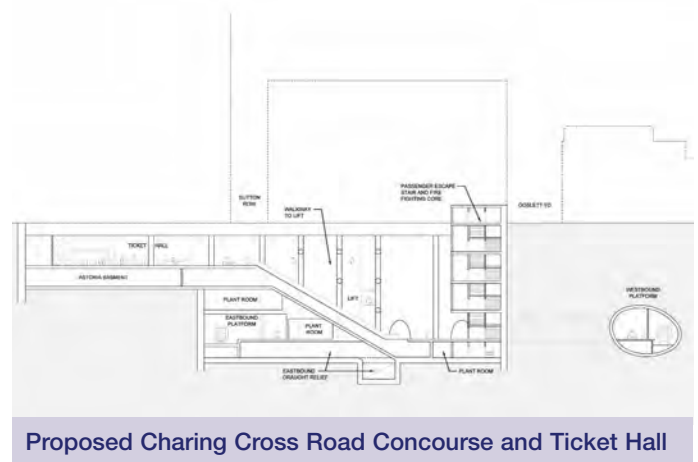 SUTTON
ROW
WALKWAY
TO LIFT
PASSENGER ESCAPE
STAIR AND FIRE
FIGHTING CORE
GOSLETT YD
TICKET HALL
ASTORIA BASEMENT
LIFT
PLANT ROOM
EASTBOUND
PLATFORM
PLANT
ROOM
WESTBOUND
PLATFORM
EASTBOUND
DRAUGHT RELIEF
PLANT ROOM
Proposed Charing Cross Road Concourse and Ticket Hall